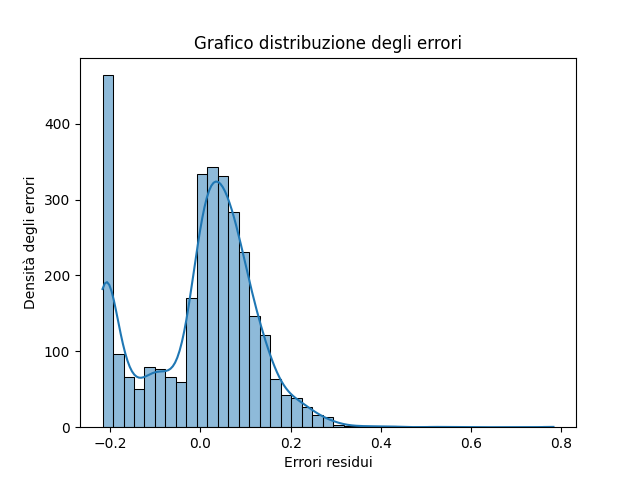 Grafico distribuzione degli errori
Densità degli errori
400
300
200
100
0
−0.2 0.0 0.2 0.4 0.6 0.8
Errori residui